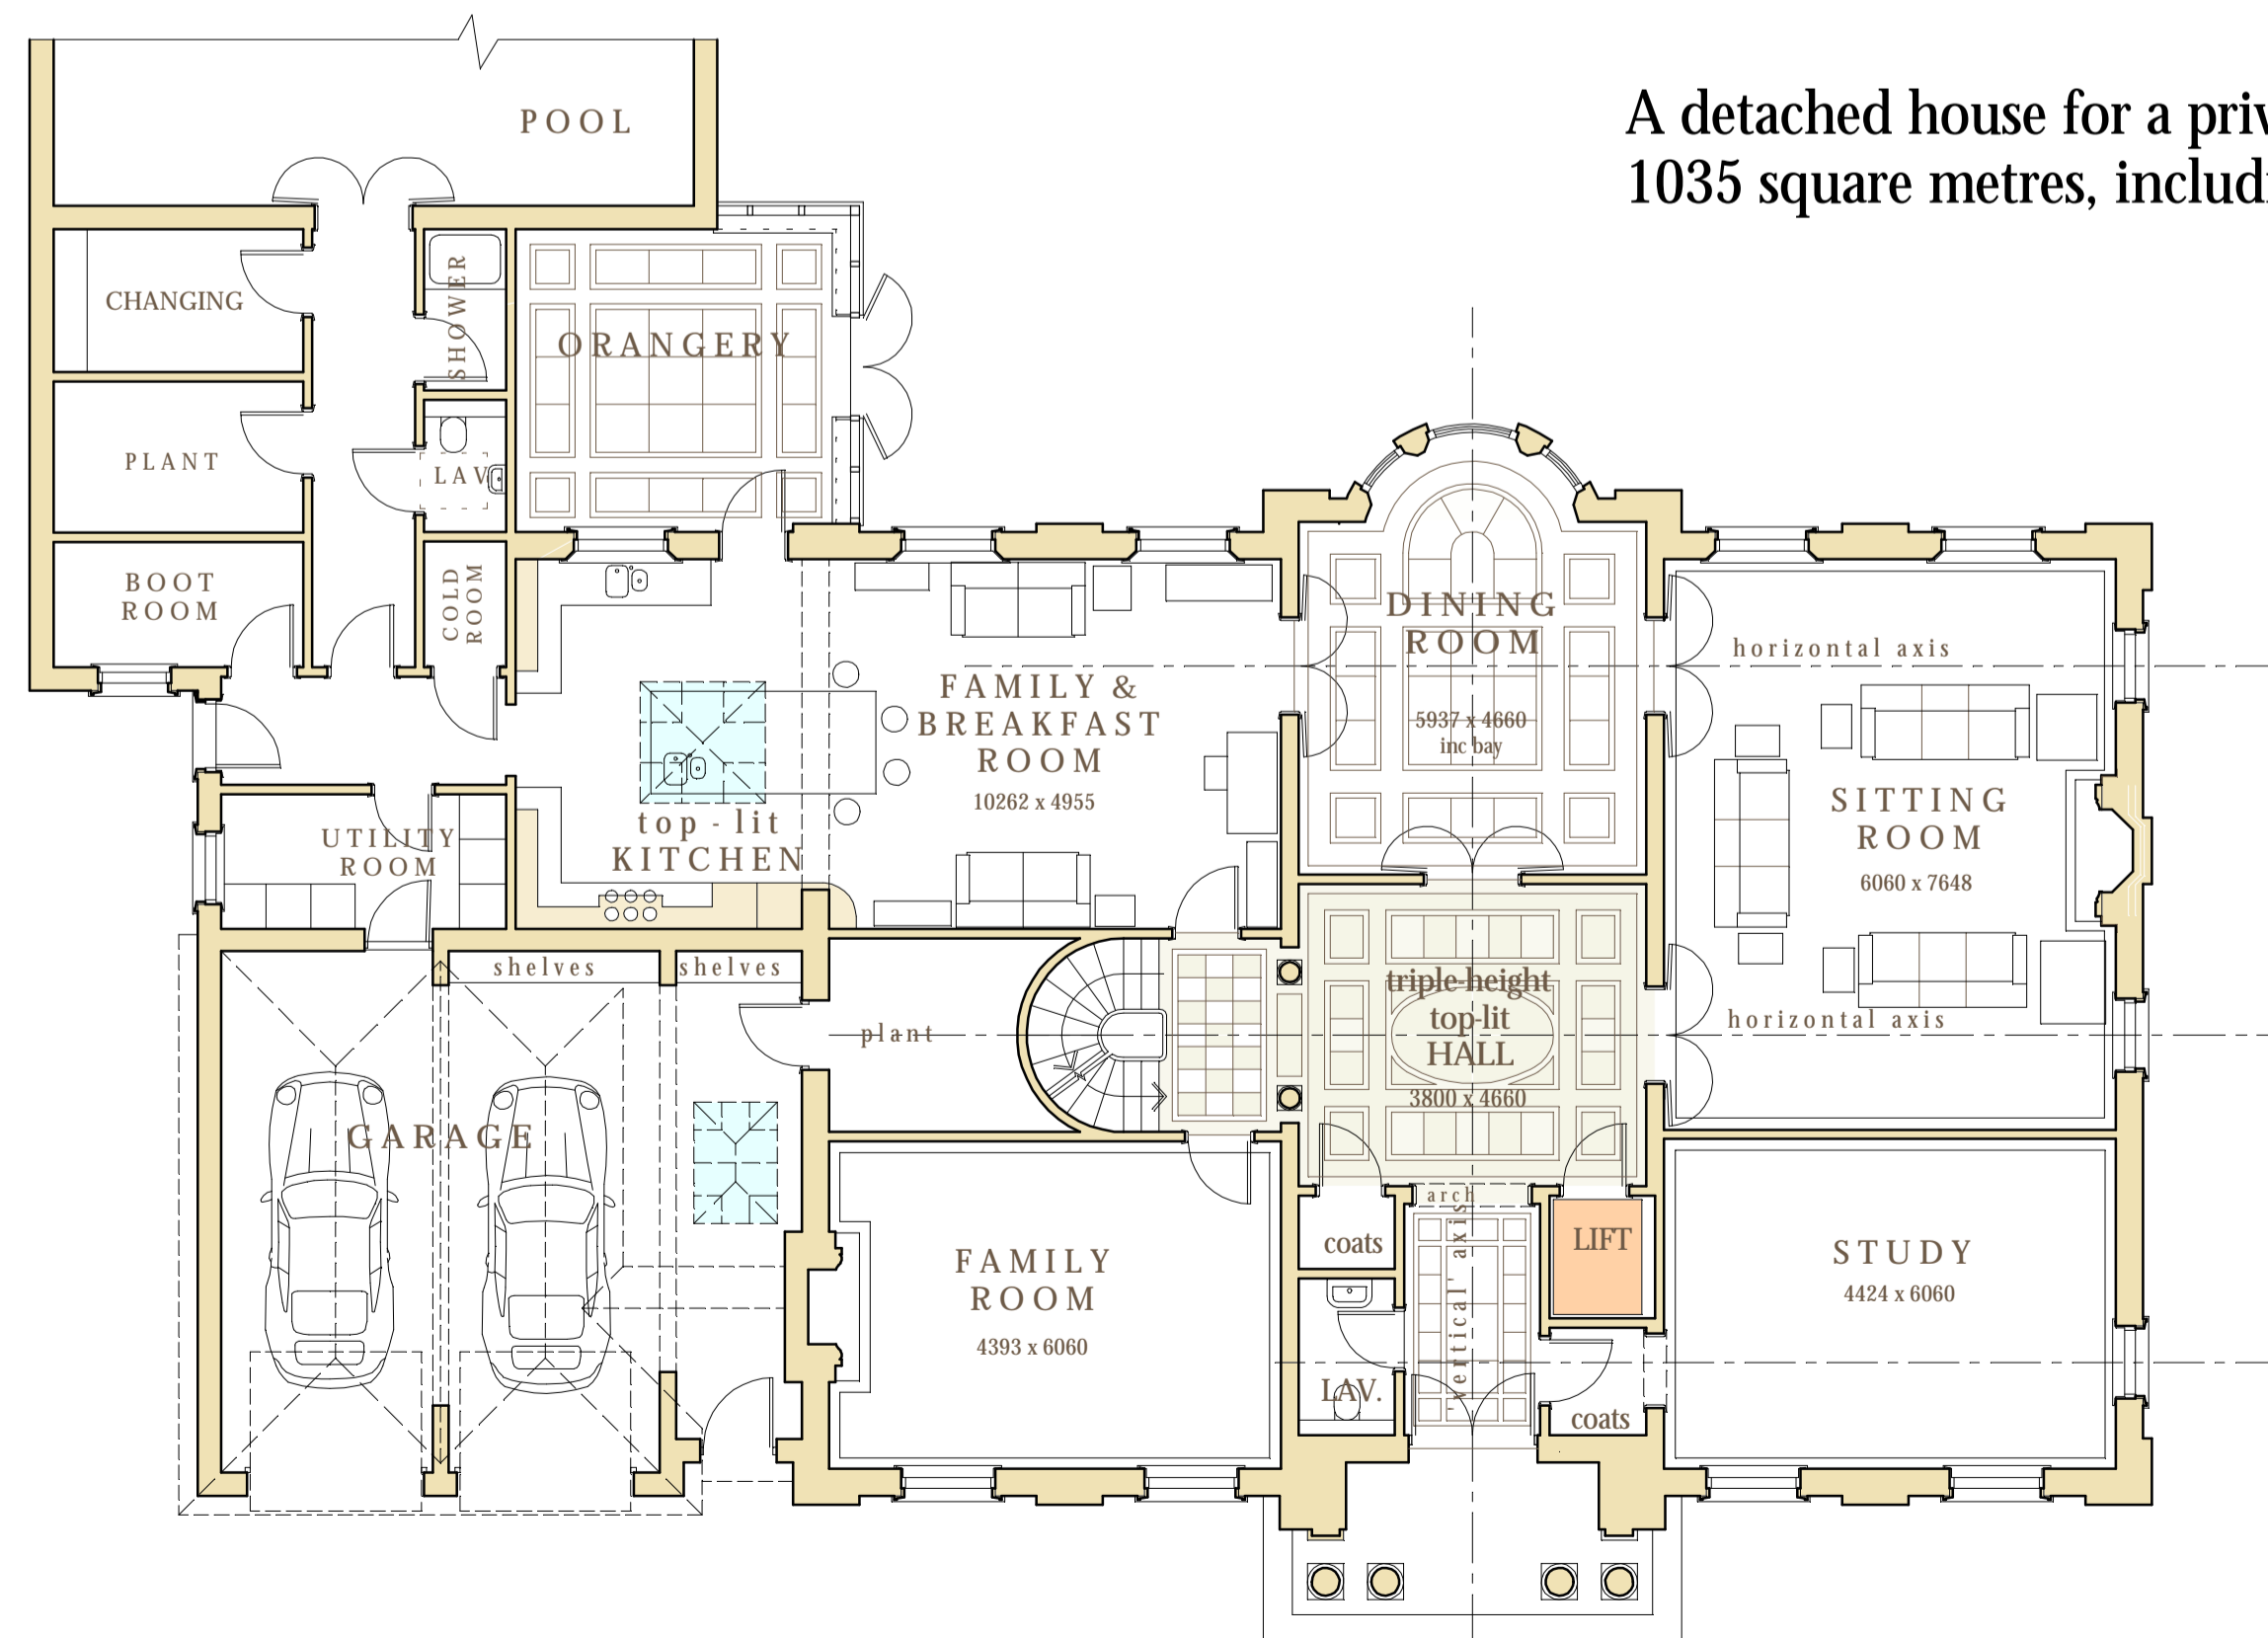 POOL
A detached house for a priv
1035 square metres, includi
CHANGING
SHOWER
ORANGERY
PLANT
LAV
BOOT
ROOM
COLD
ROOM
DINING
ROOM
5937 x 4660
inc bay
horizontal axis
FAMILY &
BREAKFAST
ROOM
10262 x 4955
top - lit
KITCHEN
UTILITY
ROOM
SITTING
ROOM
6060 x 7648
shelves
shelves
plant
triple-height
top-lit
HALL
3800 x 4660
horizontal axis
GARAGE
arch
'vertical' axis
coats
LIFT
FAMILY
ROOM
4393 x 6060
STUDY
4424 x 6060
LAV.
coats